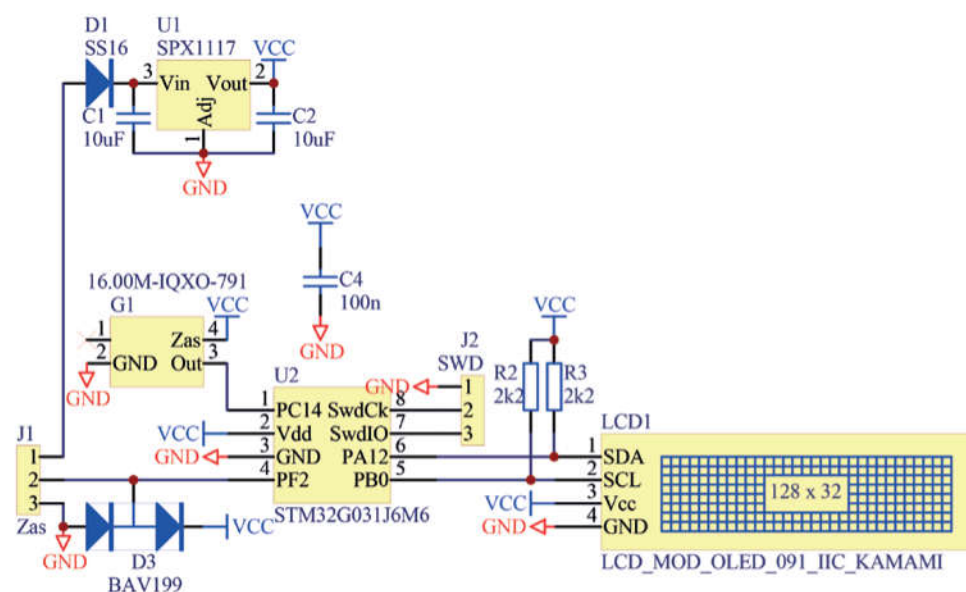 D1
SS16
U1
SPX1117
VCC
3
Vin
Vout
2
C1
10uF
Adj
1
C2
10uF
GND
VCC
C4
100n
GND
16.00M-IQXO-791
G1
VCC
1
Zas
4
2
GND
Out
3
GND
J2
SWD
GND
1
2
3
VCC
R2
2k2
R3
2k2
U2
1
PC14
SwdCk
8
VCC
2
Vdd
SwdIO
7
GND
3
GND
PA12
6
4
PF2
PB0
5
STM32G031J6M6
LCD1
1
SDA
2
SCL
VCC
3
Vcc
GND
4
GND
128 x 32
LCD_MOD_OLED_091_IIC_KAMAMI
J1
1
2
3
Zas
GND
VCC
D3
BAV199